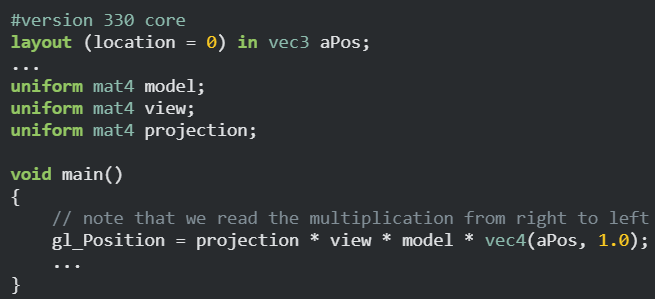 #version 330 core
layout (location = 0) in vec3 aPos;
...
uniform mat4 model;
uniform mat4 view;
uniform mat4 projection;

void main()
{
    // note that we read the multiplication from right to left
    gl_Position = projection * view * model * vec4(aPos, 1.0);
    ...
}